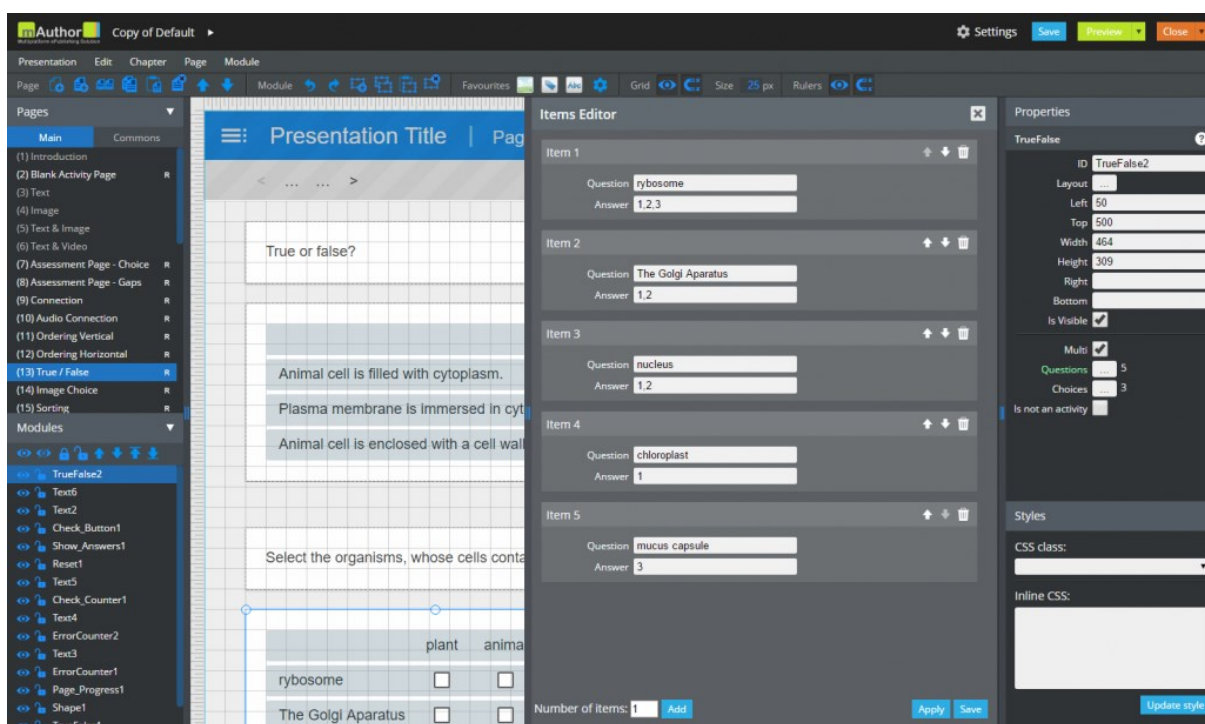 mAuthor
Multiplatform ePublishing Solution
Copy of Default
Settings
Save
Preview
Close
Presentation Edit Chapter Page Module
Page
Module
Favourites
Abc
Grid
Size 25 px
Rulers
Pages
Main Commons
(1) Introduction
(2) Blank Activity Page R
(3) Text
(4) Image
(5) Text & Image
(6) Text & Video
(7) Assessment Page - Choice R
(8) Assessment Page - Gaps R
(9) Connection R
(10) Audio Connection R
(11) Ordering Vertical R
(12) Ordering Horizontal R
(13) True / False R
(14) Image Choice R
(15) Sorting R
Modules
TrueFalse2
Text6
Text2
Check_Button1
Show_Answers1
Reset1
Text5
Check_Counter1
Text4
ErrorCounter2
Text3
ErrorCounter1
Page_Progress1
Shape1
Presentation Title | Pag
< ... ... >
True or false?
Animal cell is filled with cytoplasm.
Plasma membrane is immersed in cyt
Animal cell is enclosed with a cell wall
Select the organisms, whose cells conta
plant anima
rybosome
The Golgi Aparatus
Items Editor
Item 1
Question rybosome
Answer 1,2,3
Item 2
Question The Golgi Aparatus
Answer 1,2
Item 3
Question nucleus
Answer 1,2
Item 4
Question chloroplast
Answer 1
Item 5
Question mucus capsule
Answer 3
Number of items: 1 Add
Apply Save
Properties
TrueFalse ?
ID TrueFalse2
Layout ...
Left 50
Top 500
Width 464
Height 309
Right
Bottom
Is Visible
Multi
Questions ... 5
Choices ... 3
Is not an activity
Styles
CSS class:
Inline CSS:
Update style